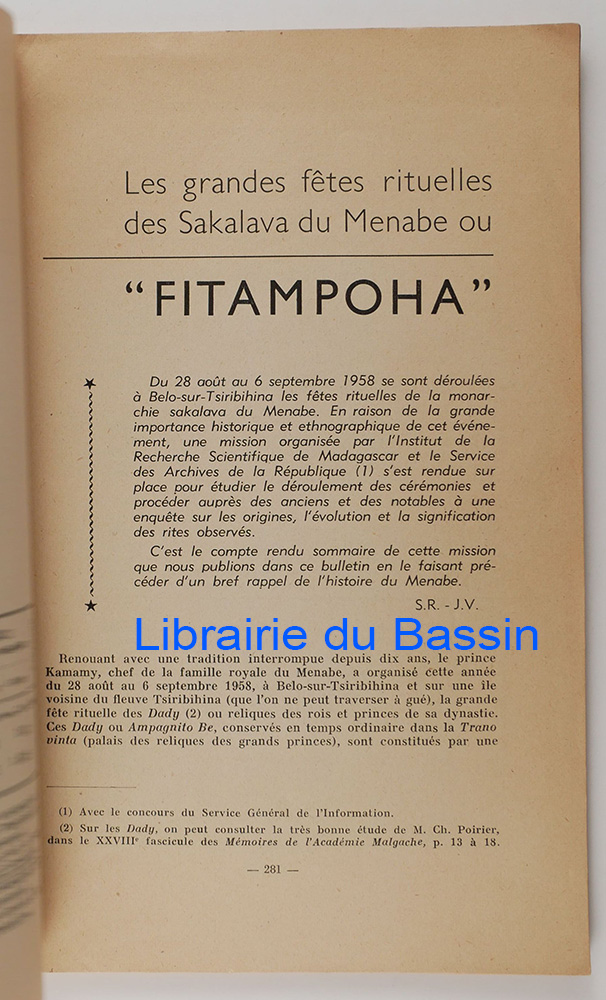 Les grandes fêtes rituelles
des Sakalava du Menabe ou
“FITAMPOHA”
Du 28 août au 6 septembre 1958 se sont déroulées
à Belo-sur-Tsiribihina les fêtes rituelles de la monar-
chie sakalava du Menabe. En raison de la grande
importance historique et ethnographique de cet événe-
ment, une mission organisée par l'Institut de la
Recherche Scientifique de Madagascar et le Service
des Archives de la République (1) s'est rendue sur
place pour étudier le déroulement des cérémonies et
procéder auprès des anciens et des notables à une
enquête sur les origines, l'évolution et la signification
des rites observés.
C'est le compte rendu sommaire de cette mission
que nous publions dans ce bulletin en le faisant pré-
céder d'un bref rappel de l'histoire du Menabe.
S.R. - J.V.
Librairie du Bassin
Renouant avec une tradition interrompue depuis dix ans, le prince
Kamamy, chef de la famille royale du Menabe, a organisé cette année
du 28 août au 6 septembre 1958, à Belo-sur-Tsiribihina et sur une île
voisine du fleuve Tsiribihina (que l'on ne peut traverser à gué), la grande
fête rituelle des Dady (2) ou reliques des rois et princes de sa dynastie.
Ces Dady ou Ampagnito Be, conservés en temps ordinaire dans la Trano
vinta (palais des reliques des grands princes), sont constitués par une
(1) Avec le concours du Service Général de l'Information.
(2) Sur les Dady, on peut consulter la très bonne étude de M. Ch. Poirier,
dans le XXVIIIe fascicule des Mémoires de l'Académie Malgache, p. 13 à 18.
— 281 —